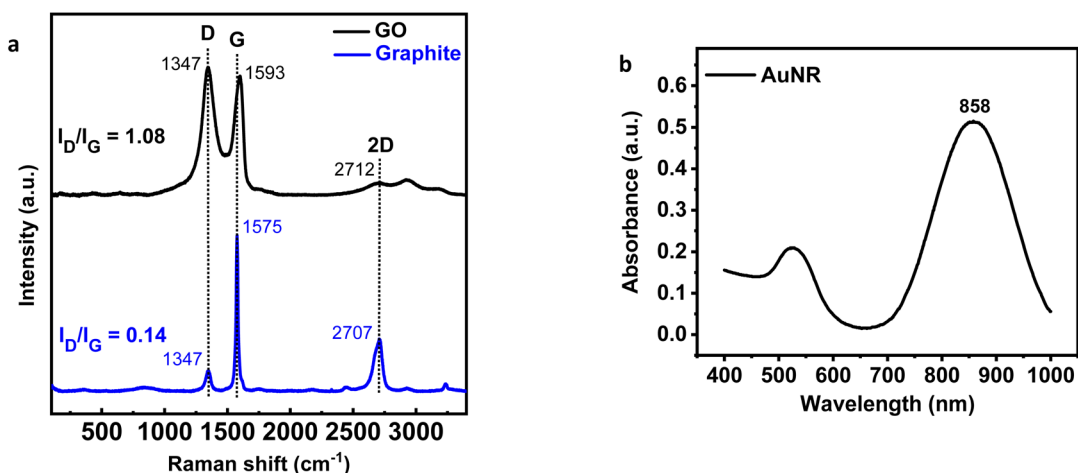 a
D
G
GO
Graphite
1347
1593
I_D/I_G = 1.08
2D
2712
1575
I_D/I_G = 0.14
1347
2707
Intensity (a.u.)
500 1000 1500 2000 2500 3000
Raman shift (cm⁻¹)
b
AuNR
858
0.6
0.5
0.4
0.3
0.2
0.1
0.0
Absorbance (a.u.)
400 500 600 700 800 900 1000
Wavelength (nm)